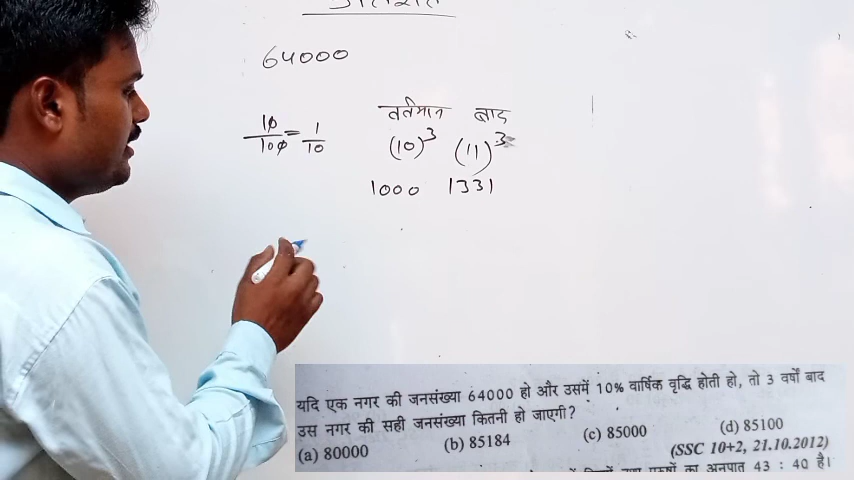 प्रतिशत
64000
वर्तमान बाद
10/100 = 1/10 (10)^3 (11)^3
1000 1331
यदि एक नगर की जनसंख्या 64000 हो और उसमें 10% वार्षिक वृद्धि होती हो, तो 3 वर्षों बाद
उस नगर की सही जनसंख्या कितनी हो जाएगी?
(a) 80000 (b) 85184 (c) 85000 (d) 85100
(SSC 10+2, 21.10.2012)
का अनुपात 43 : 40 है।